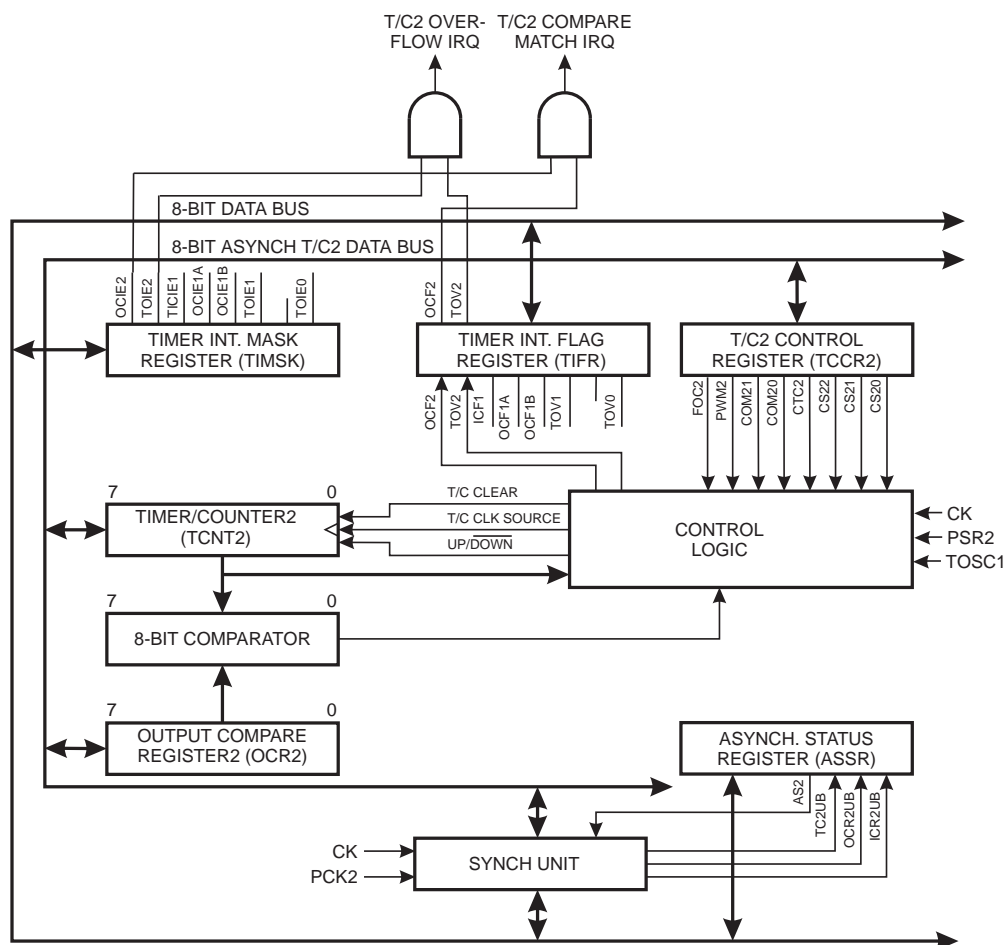 T/C2 OVER-
FLOW IRQ
T/C2 COMPARE
MATCH IRQ
8-BIT DATA BUS
8-BIT ASYNCH T/C2 DATA BUS
OCIE2
TOIE2
TICIE1
OCIE1A
OCIE1B
TOIE1
TOIE0
OCF2
TOV2
TIMER INT. MASK
REGISTER (TIMSK)
TIMER INT. FLAG
REGISTER (TIFR)
T/C2 CONTROL
REGISTER (TCCR2)
OCF2
TOV2
ICF1
OCF1A
OCF1B
TOV1
TOV0
FOC2
PWM2
COM21
COM20
CTC2
CS22
CS21
CS20
7
0
TIMER/COUNTER2
(TCNT2)
T/C CLEAR
T/C CLK SOURCE
UP/DOWN
CONTROL
LOGIC
CK
PSR2
TOSC1
7
0
8-BIT COMPARATOR
7
0
OUTPUT COMPARE
REGISTER2 (OCR2)
ASYNCH. STATUS
REGISTER (ASSR)
AS2
TC2UB
OCR2UB
ICR2UB
CK
PCK2
SYNCH UNIT